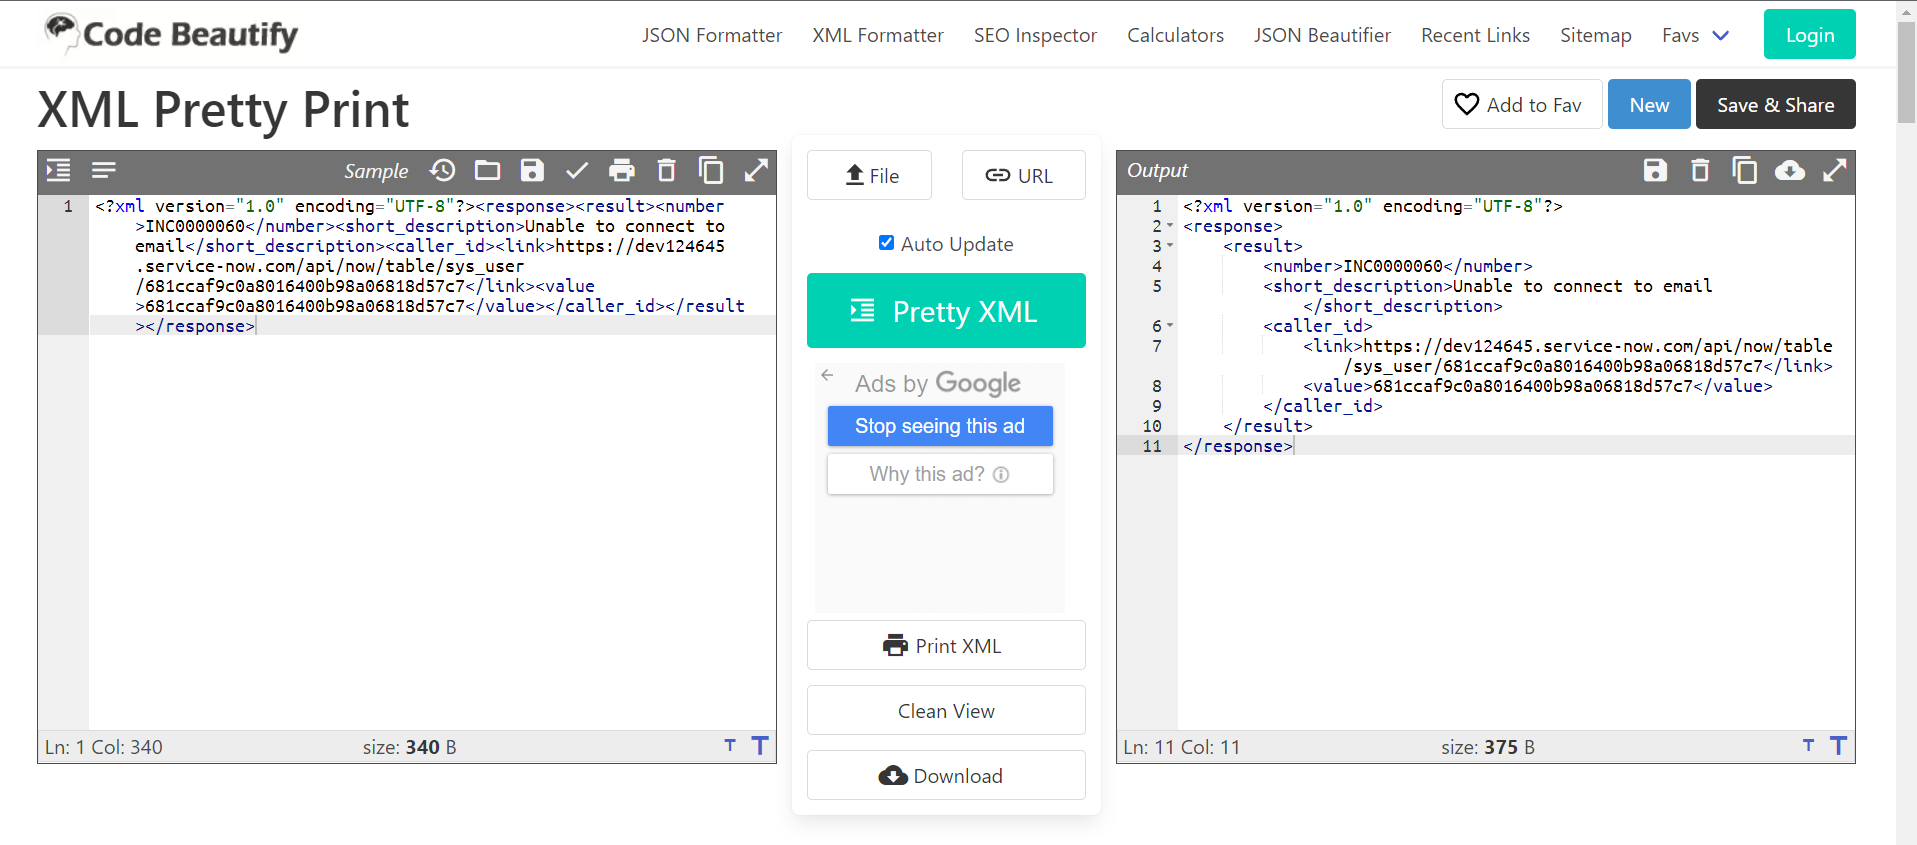 Code Beautify
JSON Formatter XML Formatter SEO Inspector Calculators JSON Beautifier Recent Links Sitemap Favs Login
XML Pretty Print
Add to Fav New Save & Share
Sample
1 <?xml version="1.0" encoding="UTF-8"?><response><result><number
>INC0000060</number><short_description>Unable to connect to
email</short_description><caller_id><link>https://dev124645
.service-now.com/api/now/table/sys_user
/681ccaf9c0a8016400b98a06818d57c7</link><value
>681ccaf9c0a8016400b98a06818d57c7</value></caller_id></result
></response>
Ln: 1 Col: 340 size: 340 B T T
File URL
Auto Update
Pretty XML
Ads by Google
Stop seeing this ad
Why this ad?
Print XML
Clean View
Download
Output
1 <?xml version="1.0" encoding="UTF-8"?>
2 <response>
3 <result>
4 <number>INC0000060</number>
5 <short_description>Unable to connect to email
</short_description>
6 <caller_id>
7 <link>https://dev124645.service-now.com/api/now/table
/sys_user/681ccaf9c0a8016400b98a06818d57c7</link>
8 <value>681ccaf9c0a8016400b98a06818d57c7</value>
9 </caller_id>
10 </result>
11 </response>
Ln: 11 Col: 11 size: 375 B T T